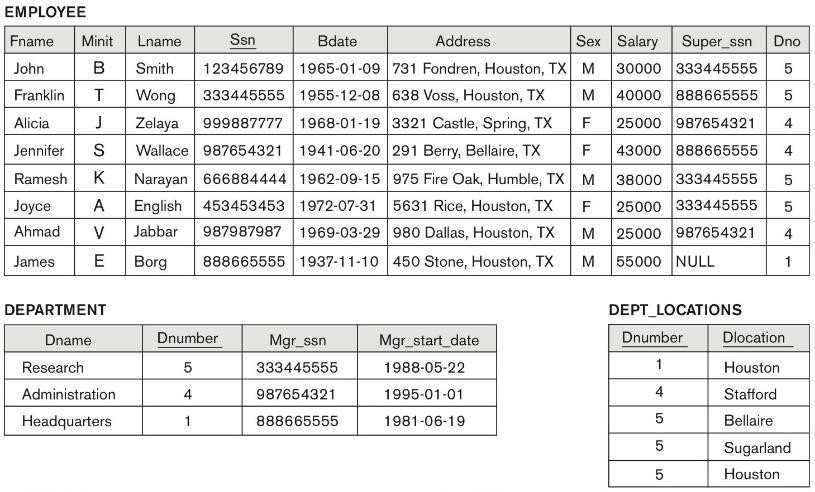 EMPLOYEE
Fname Minit Lname Ssn Bdate Address Sex Salary Super_ssn Dno
John B Smith 123456789 1965-01-09 731 Fondren, Houston, TX M 30000 333445555 5
Franklin T Wong 333445555 1955-12-08 638 Voss, Houston, TX M 40000 888665555 5
Alicia J Zelaya 999887777 1968-01-19 3321 Castle, Spring, TX F 25000 987654321 4
Jennifer S Wallace 987654321 1941-06-20 291 Berry, Bellaire, TX F 43000 888665555 4
Ramesh K Narayan 666884444 1962-09-15 975 Fire Oak, Humble, TX M 38000 333445555 5
Joyce A English 453453453 1972-07-31 5631 Rice, Houston, TX F 25000 333445555 5
Ahmad V Jabbar 987987987 1969-03-29 980 Dallas, Houston, TX M 25000 987654321 4
James E Borg 888665555 1937-11-10 450 Stone, Houston, TX M 55000 NULL 1
DEPARTMENT
Dname Dnumber Mgr_ssn Mgr_start_date
Research 5 333445555 1988-05-22
Administration 4 987654321 1995-01-01
Headquarters 1 888665555 1981-06-19
DEPT_LOCATIONS
Dnumber Dlocation
1 Houston
4 Stafford
5 Bellaire
5 Sugarland
5 Houston